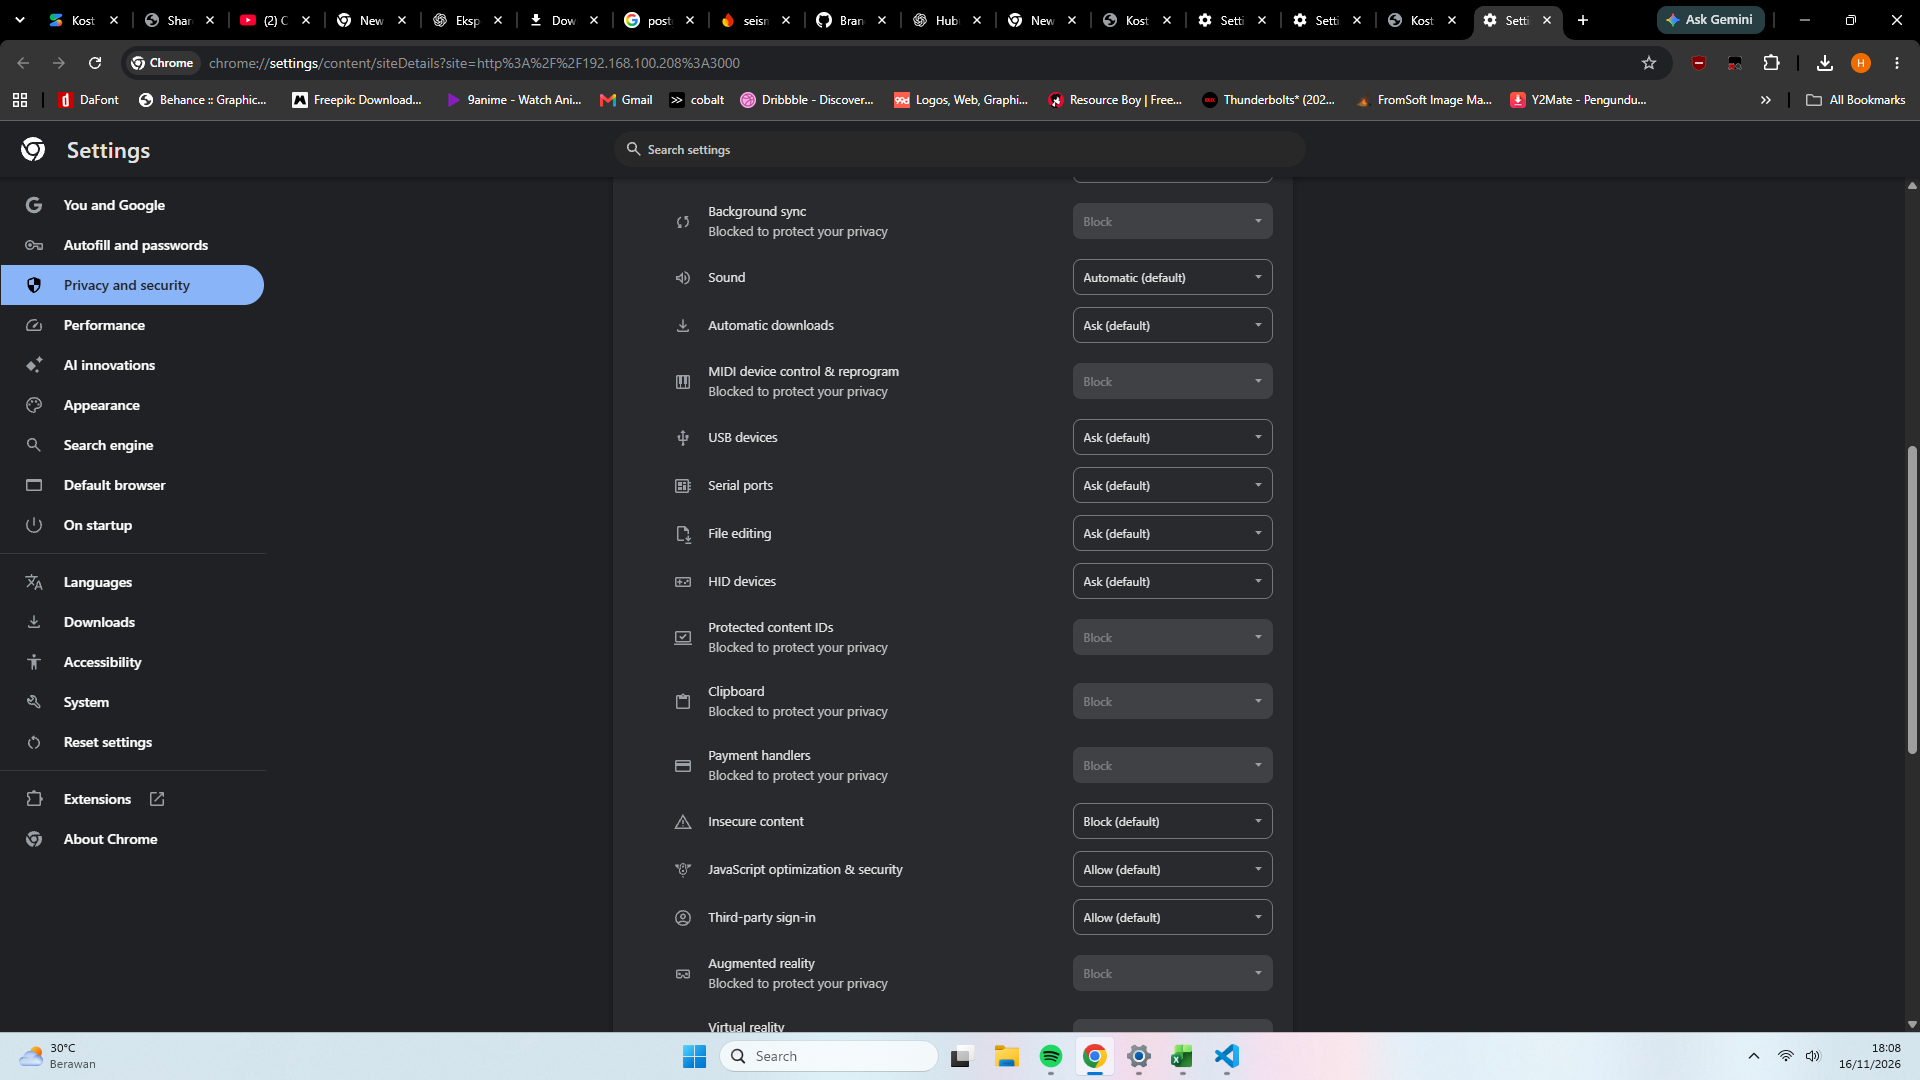 Kost
Shar
(2) C
New
Eksp
Dow
post
seism
Bran
Hub
New
Kost
Setti
Setti
Kost
Setti
Ask Gemini
Chrome
chrome://settings/content/siteDetails?site=http%3A%2F%2F192.168.100.208%3A3000
H
DaFont
Behance :: Graphic...
Freepik: Download...
9anime - Watch Ani...
Gmail
cobalt
Dribbble - Discover...
Logos, Web, Graphi...
Resource Boy | Free...
Thunderbolts* (202...
FromSoft Image Ma...
Y2Mate - Pengundu...
All Bookmarks
Settings
Search settings
You and Google
Autofill and passwords
Privacy and security
Performance
AI innovations
Appearance
Search engine
Default browser
On startup
Languages
Downloads
Accessibility
System
Reset settings
Extensions
About Chrome
Background sync
Blocked to protect your privacy
Block
Sound
Automatic (default)
Automatic downloads
Ask (default)
MIDI device control & reprogram
Blocked to protect your privacy
Block
USB devices
Ask (default)
Serial ports
Ask (default)
File editing
Ask (default)
HID devices
Ask (default)
Protected content IDs
Blocked to protect your privacy
Block
Clipboard
Blocked to protect your privacy
Block
Payment handlers
Blocked to protect your privacy
Block
Insecure content
Block (default)
JavaScript optimization & security
Allow (default)
Third-party sign-in
Allow (default)
Augmented reality
Blocked to protect your privacy
Block
Virtual reality
30°C
Berawan
Search
18:08
16/11/2026